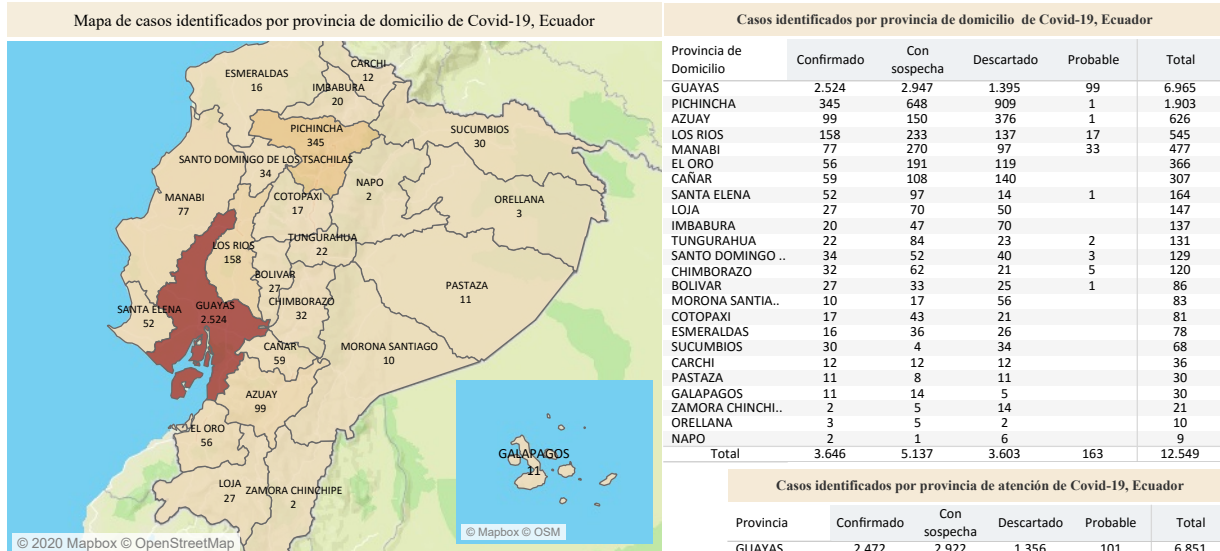 Mapa de casos identificados por provincia de domicilio de Covid-19, Ecuador
CARCHI
12
ESMERALDAS
16
IMBABURA
20
PICHINCHA
345
SUCUMBIOS
30
SANTO DOMINGO DE LOS TSACHILAS
34
NAPO
2
MANABI
77
COTOPAXI
17
ORELLANA
3
LOS RIOS
158
TUNGURAHUA
22
BOLIVAR
27
PASTAZA
11
SANTA ELENA
52
GUAYAS
2.524
CHIMBORAZO
32
CAÑAR
59
MORONA SANTIAGO
10
AZUAY
99
EL ORO
56
GALAPAGOS
11
LOJA
27
ZAMORA CHINCHIPE
2
© Mapbox © OSM
© 2020 Mapbox © OpenStreetMap
Casos identificados por provincia de domicilio de Covid-19, Ecuador
Provincia de Domicilio Confirmado Con sospecha Descartado Probable Total
GUAYAS 2.524 2.947 1.395 99 6.965
PICHINCHA 345 648 909 1 1.903
AZUAY 99 150 376 1 626
LOS RIOS 158 233 137 17 545
MANABI 77 270 97 33 477
EL ORO 56 191 119 366
CAÑAR 59 108 140 307
SANTA ELENA 52 97 14 1 164
LOJA 27 70 50 147
IMBABURA 20 47 70 137
TUNGURAHUA 22 84 23 2 131
SANTO DOMINGO .. 34 52 40 3 129
CHIMBORAZO 32 62 21 5 120
BOLIVAR 27 33 25 1 86
MORONA SANTIA.. 10 17 56 83
COTOPAXI 17 43 21 81
ESMERALDAS 16 36 26 78
SUCUMBIOS 30 4 34 68
CARCHI 12 12 12 36
PASTAZA 11 8 11 30
GALAPAGOS 11 14 5 30
ZAMORA CHINCHI.. 2 5 14 21
ORELLANA 3 5 2 10
NAPO 2 1 6 9
Total 3.646 5.137 3.603 163 12.549
Casos identificados por provincia de atención de Covid-19, Ecuador
Provincia Confirmado Con sospecha Descartado Probable Total
GUAYAS 2.472 2.922 1.356 101 6.851